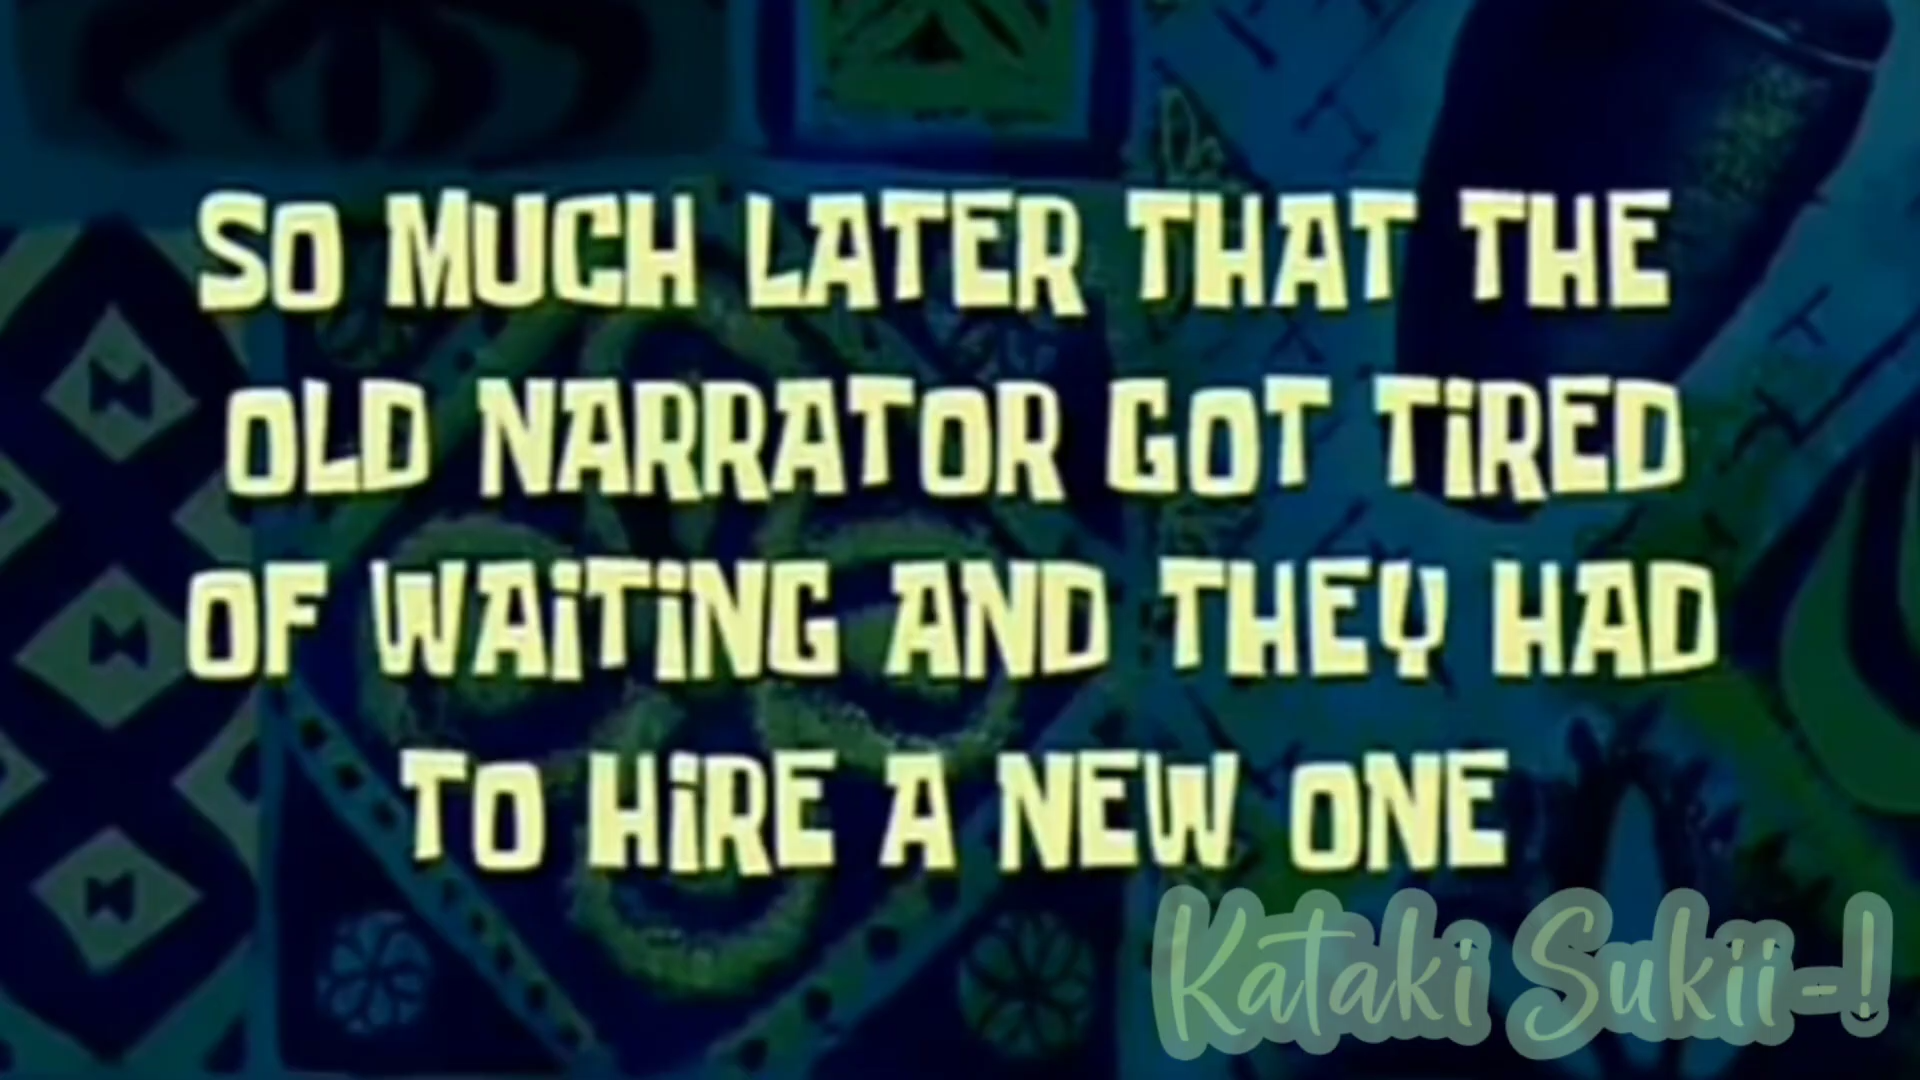 SO MUCH LATER THAT THE
OLD NARRATOR GOT TIRED
OF WAITING AND THEY HAD
TO HIRE A NEW ONE
Kataki Sukii-!